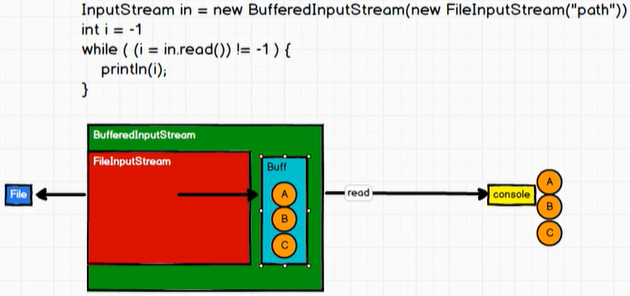 InputStream in = new BufferedInputStream(new FileInputStream("path"))
int i = -1
while ( (i = in.read()) != -1 ) {
println(i);
}
BufferedInputStream
FileInputStream
Buff
A
B
C
File
read
console
A
B
C